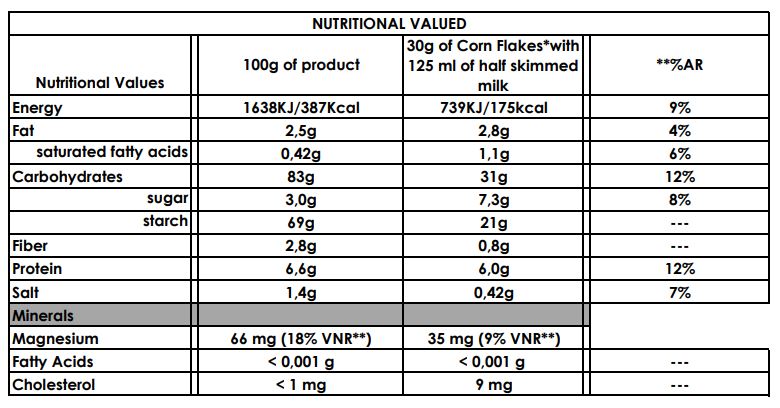 NUTRITIONAL VALUED
Nutritional Values 100g of product 30g of Corn Flakes*with 125 ml of half skimmed milk **%AR
Energy 1638KJ/387Kcal 739KJ/175kcal 9%
Fat 2,5g 2,8g 4%
saturated fatty acids 0,42g 1,1g 6%
Carbohydrates 83g 31g 12%
sugar 3,0g 7,3g 8%
starch 69g 21g ---
Fiber 2,8g 0,8g ---
Protein 6,6g 6,0g 12%
Salt 1,4g 0,42g 7%
Minerals
Magnesium 66 mg (18% VNR**) 35 mg (9% VNR**)
Fatty Acids < 0,001 g < 0,001 g ---
Cholesterol < 1 mg 9 mg ---